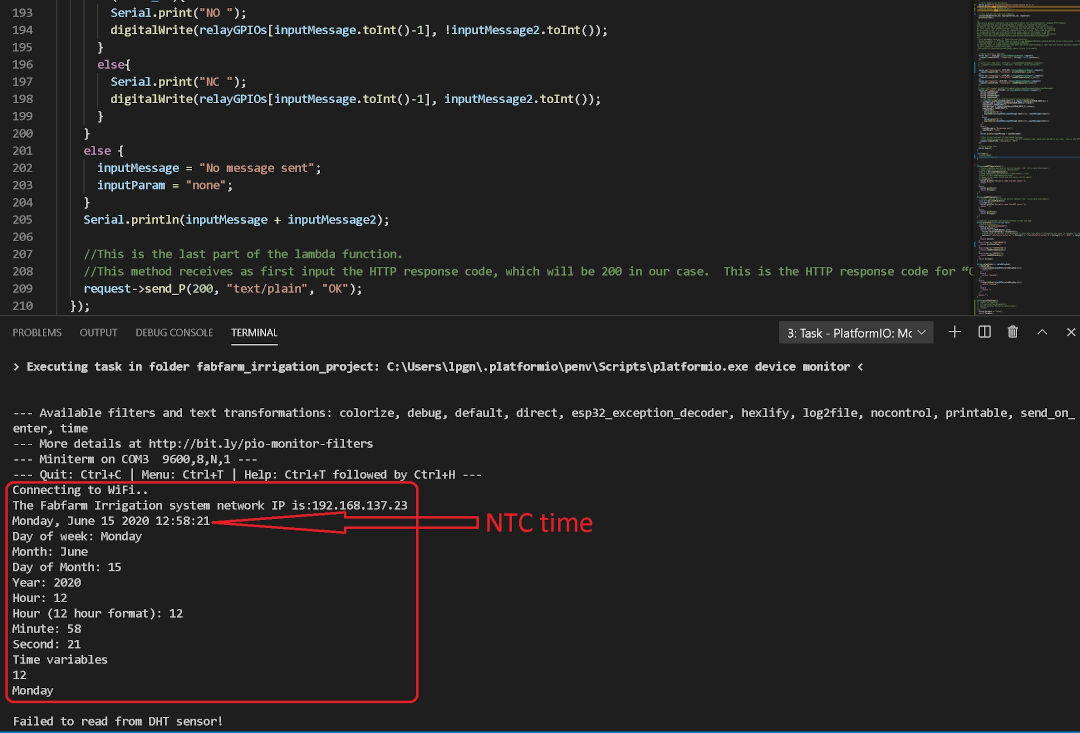 193 Serial.print("NO ");
194 digitalWrite(relayGPIOs[inputMessage.toInt()-1], !inputMessage2.toInt());
195 }
196 else{
197 Serial.print("NC ");
198 digitalWrite(relayGPIOs[inputMessage.toInt()-1], inputMessage2.toInt());
199 }
200 }
201 else {
202 inputMessage = "No message sent";
203 inputParam = "none";
204 }
205 Serial.println(inputMessage + inputMessage2);
206
207 //This is the last part of the lambda function.
208 //This method receives as first input the HTTP response code, which will be 200 in our case.  This is the HTTP response code for “O
209 request->send_P(200, "text/plain", "OK");
210 });
PROBLEMS OUTPUT DEBUG CONSOLE TERMINAL 3: Task - PlatformIO: Mc
> Executing task in folder fabfarm_irrigation_project: C:\Users\lpgn\.platformio\penv\Scripts\platformio.exe device monitor <
--- Available filters and text transformations: colorize, debug, default, direct, esp32_exception_decoder, hexlify, log2file, nocontrol, printable, send_on_
enter, time
--- More details at http://bit.ly/pio-monitor-filters
--- Miniterm on COM3  9600,8,N,1 ---
--- Quit: Ctrl+C | Menu: Ctrl+T | Help: Ctrl+T followed by Ctrl+H ---
Connecting to WiFi..
The Fabfarm Irrigation system network IP is:192.168.137.23
Monday, June 15 2020 12:58:21 NTC time
Day of week: Monday
Month: June
Day of Month: 15
Year: 2020
Hour: 12
Hour (12 hour format): 12
Minute: 58
Second: 21
Time variables
12
Monday
Failed to read from DHT sensor!